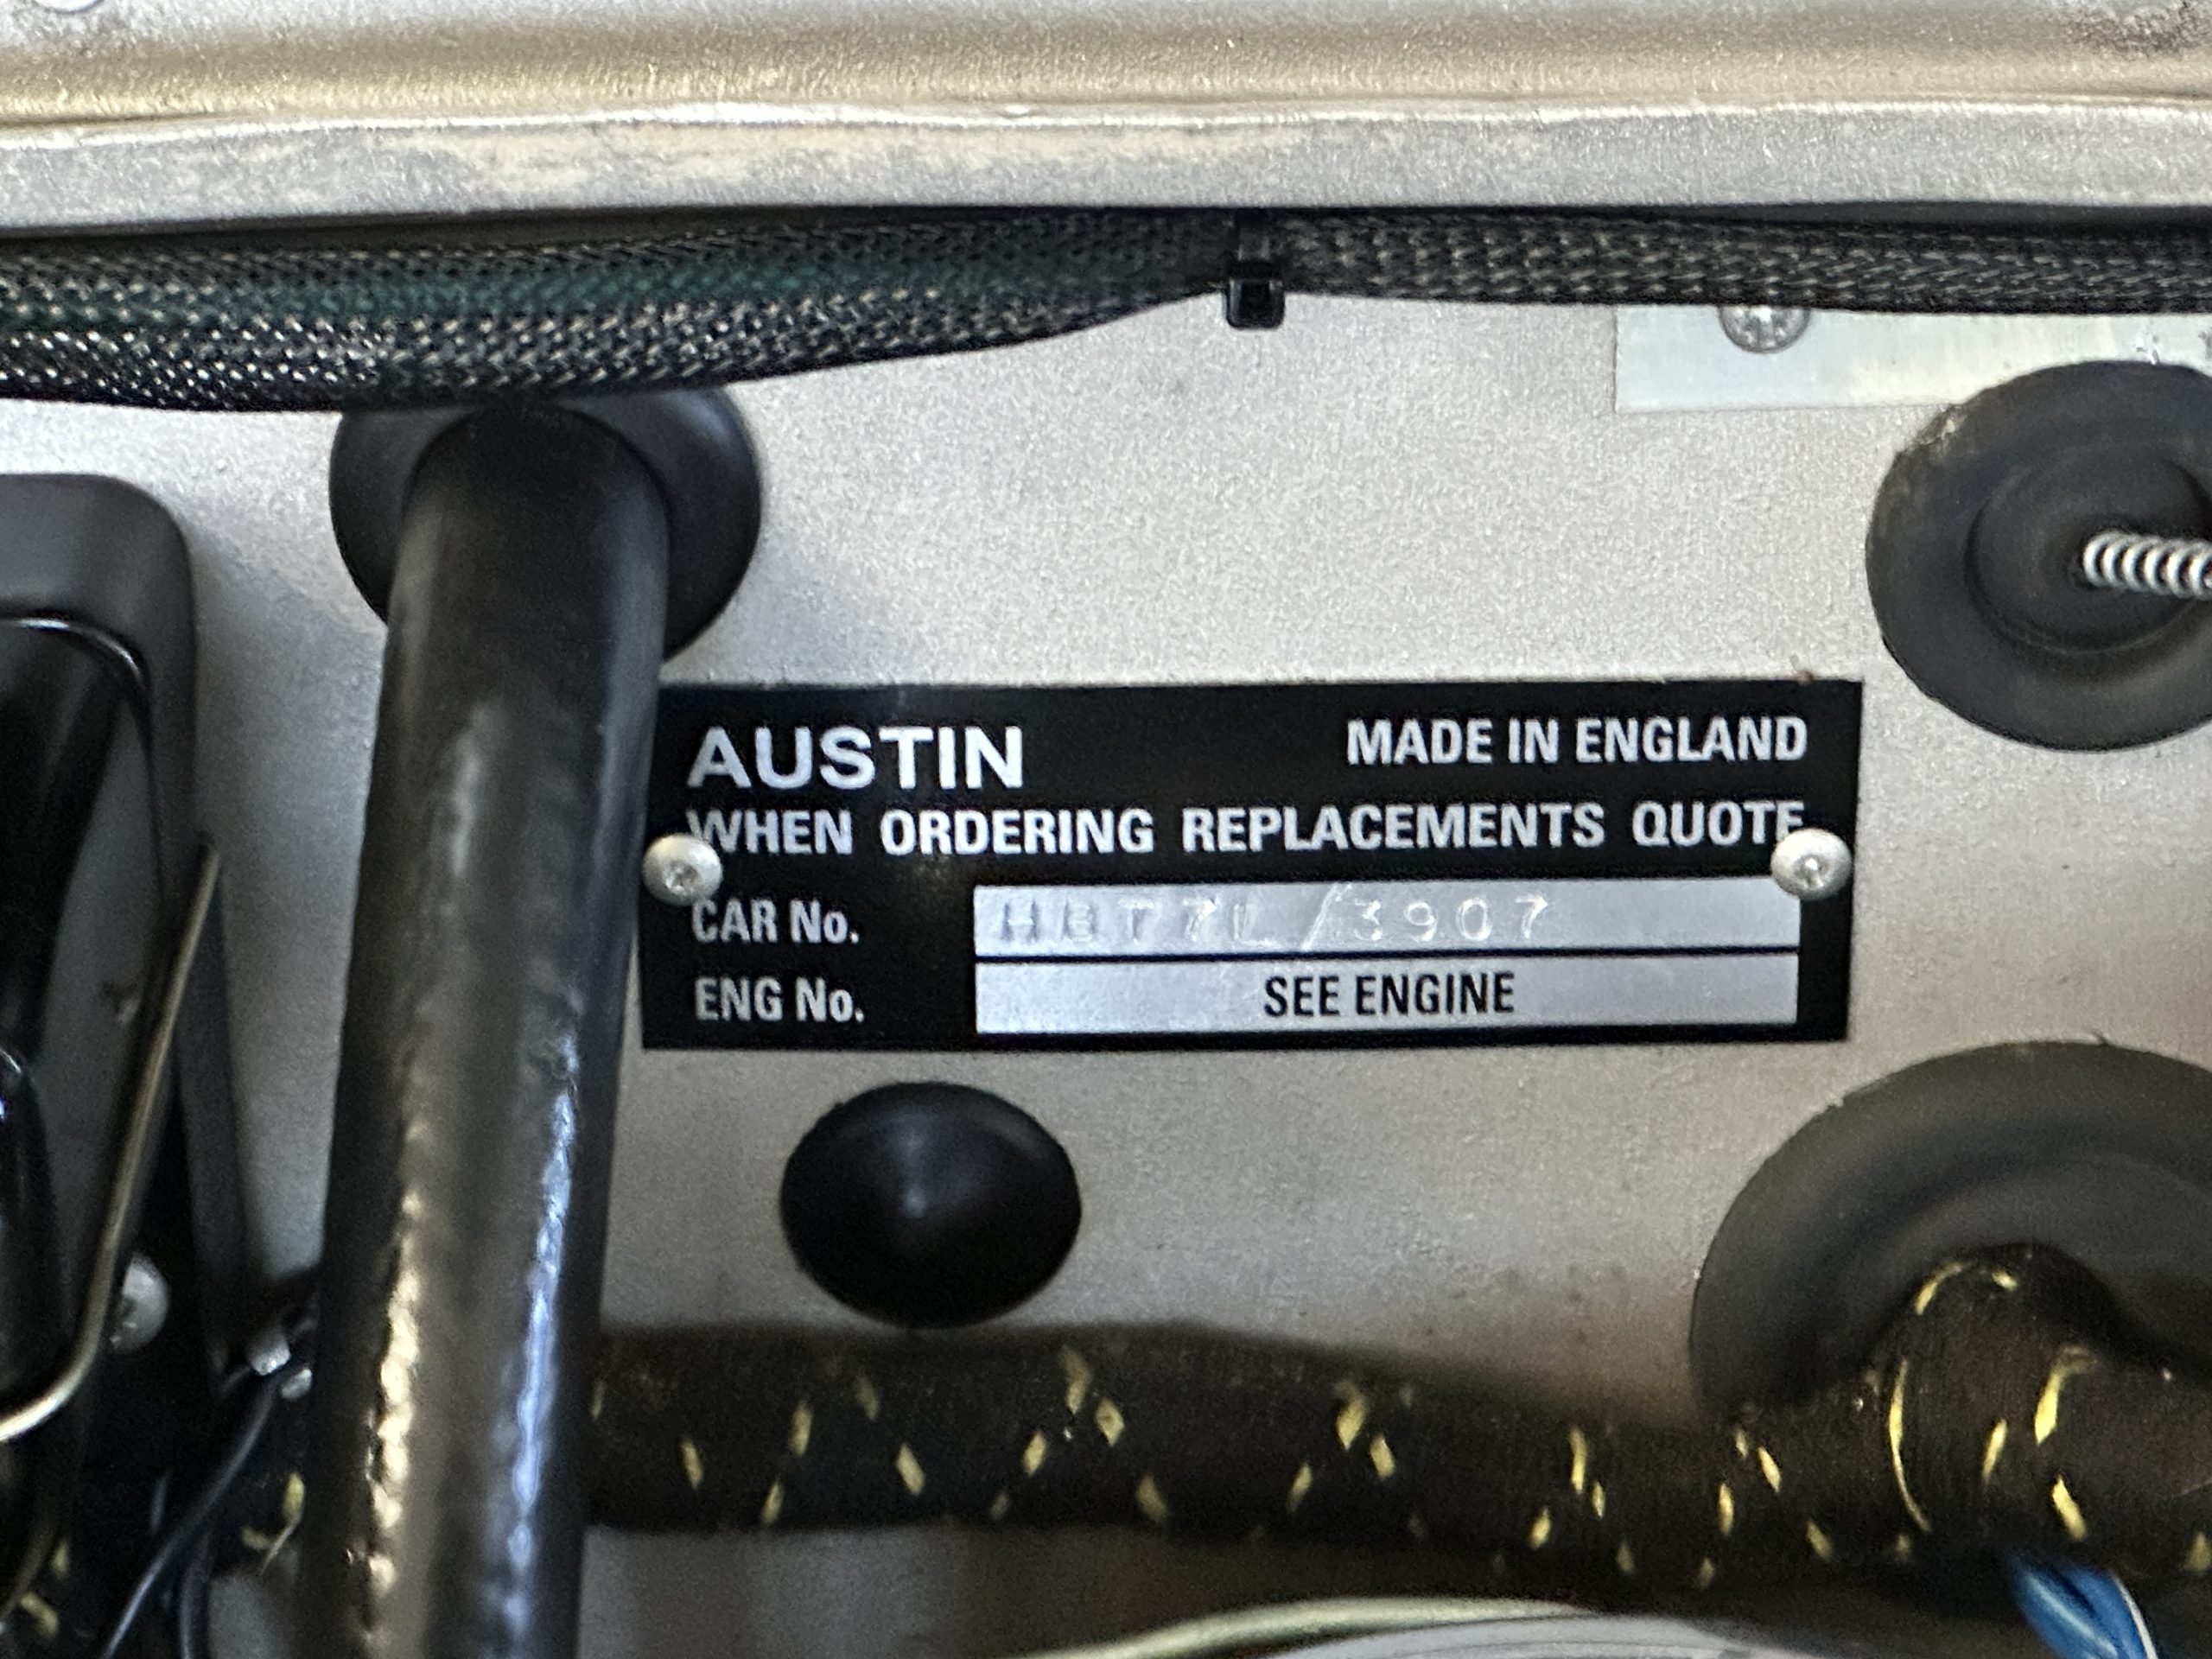 AUSTIN MADE IN ENGLAND
WHEN ORDERING REPLACEMENTS QUOTE
CAR No. HBT7L/3907
ENG No. SEE ENGINE